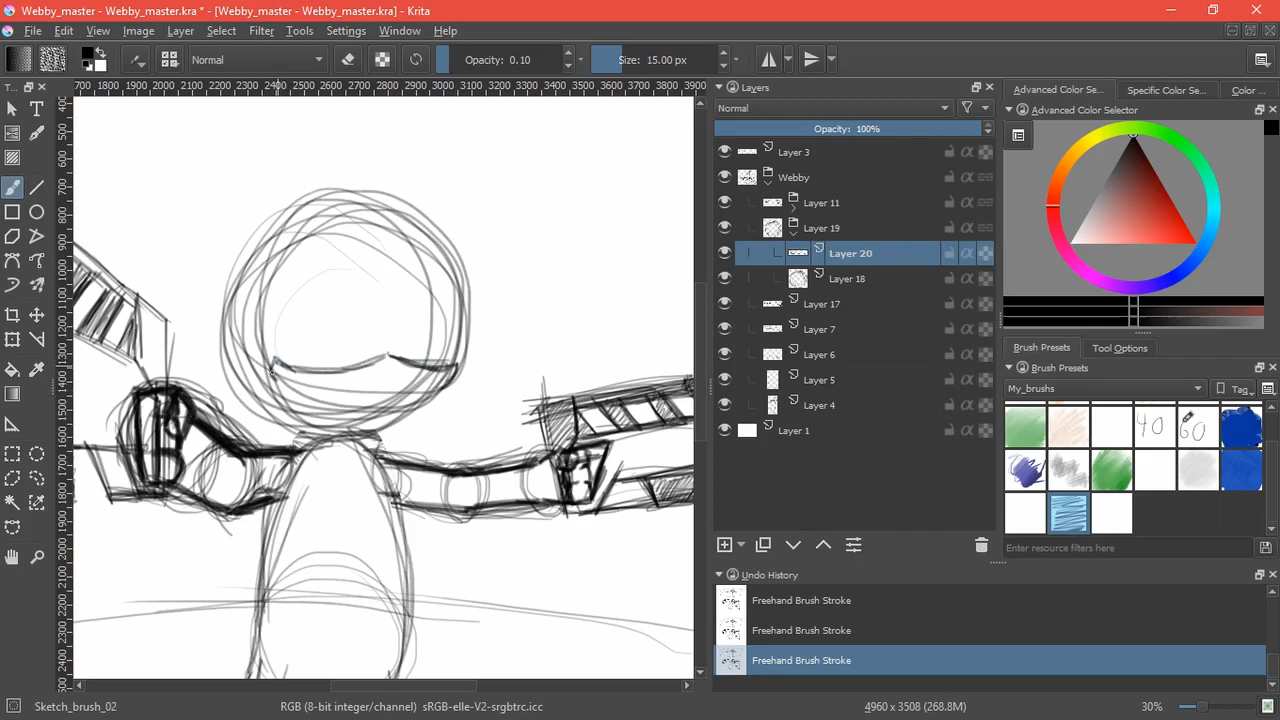 Webby_master - Webby_master.kra * - [Webby_master - Webby_master.kra] - Krita
File Edit View Image Layer Select Filter Tools Settings Window Help
Normal
Opacity: 0.10
Size: 15.00 px
T...
700 1800 1900 2000 2100 2200 2300 2400 2500 2600 2700 2800 2900 3000 3100 3200 3300 3400 3500 3600 3700 3800 3900
Layers
Normal
Opacity: 100%
Layer 3
Webby
Layer 11
Layer 19
Layer 20
Layer 18
Layer 17
Layer 7
Layer 6
Layer 5
Layer 4
Layer 1
Undo History
Freehand Brush Stroke
Freehand Brush Stroke
Freehand Brush Stroke
Advanced Color Se...
Specific Color Se...
Color ...
Advanced Color Selector
Brush Presets
Tool Options
Brush Presets
My_brushes
Tag
40
60
Enter resource filters here
Sketch_brush_02
RGB (8-bit integer/channel) sRGB-elle-V2-srgbtrc.icc
4960 x 3508 (268.8M)
30%